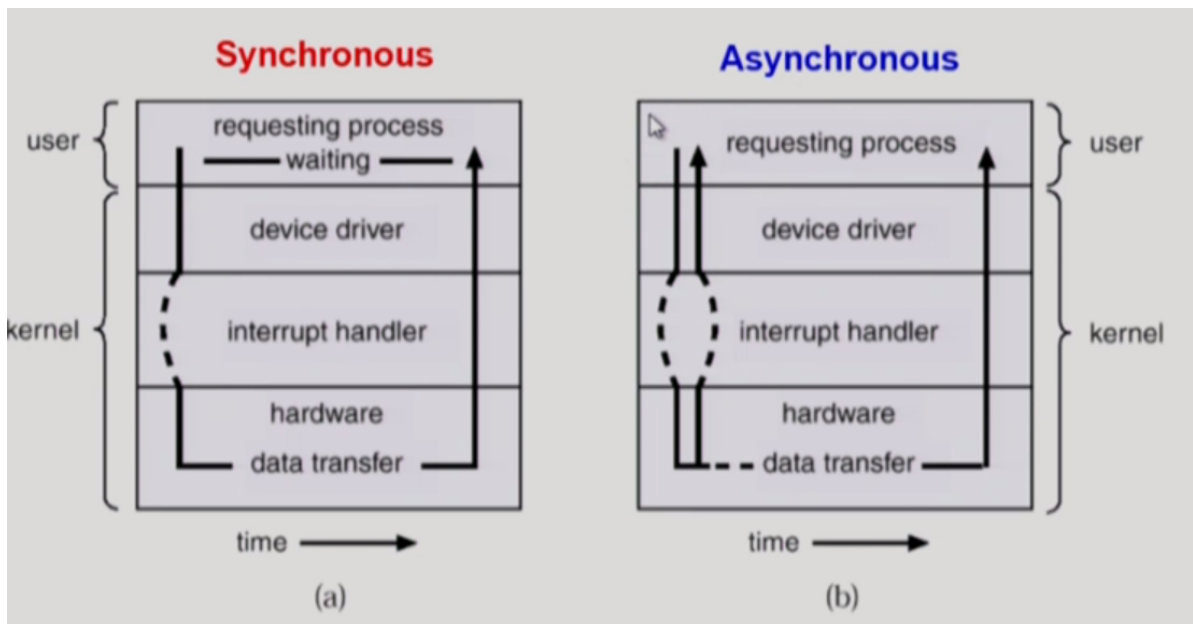 Synchronous
user
requesting process
waiting
device driver
kernel
interrupt handler
hardware
data transfer
time
(a)
Asynchronous
requesting process
user
device driver
interrupt handler
kernel
hardware
data transfer
time
(b)